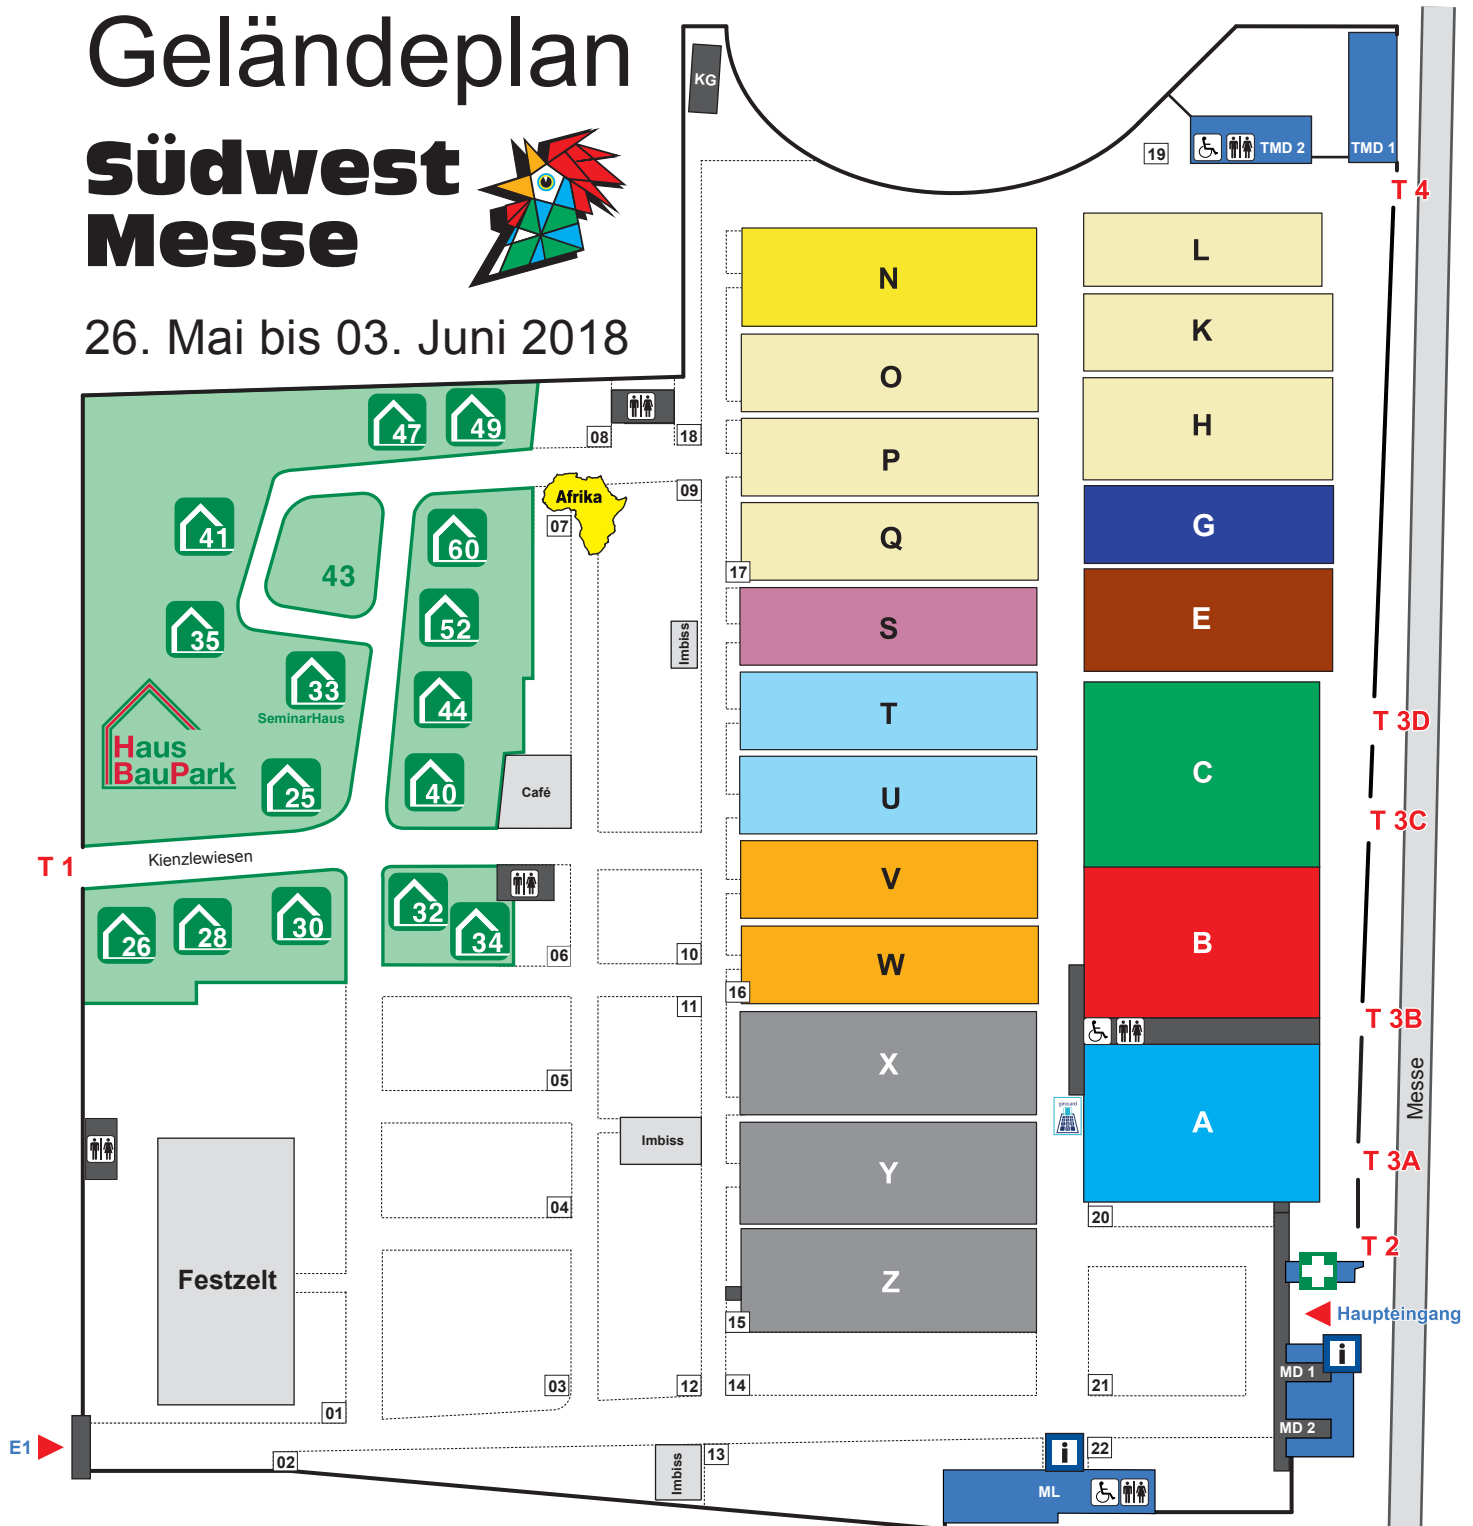 Geländeplan
Südwest
Messe
26. Mai bis 03. Juni 2018
KG
19
TMD 2
TMD 1
T 4
N
L
O
K
P
H
Q
G
17
S
E
T
U
C
V
B
W
16
X
A
Y
Z
15
14
20
21
22
T 3D
T 3C
T 3B
T 3A
T 2
Messe
Haupteingang
MD 1
MD 2
girocard
47
49
08
18
09
Afrika
07
41
43
60
35
52
33
SeminarHaus
44
Haus
BauPark
25
40
Café
Imbiss
T 1
Kienzlewiesen
26
28
30
32
34
06
10
11
05
Imbiss
04
Festzelt
03
12
01
E1
02
Imbiss
13
ML